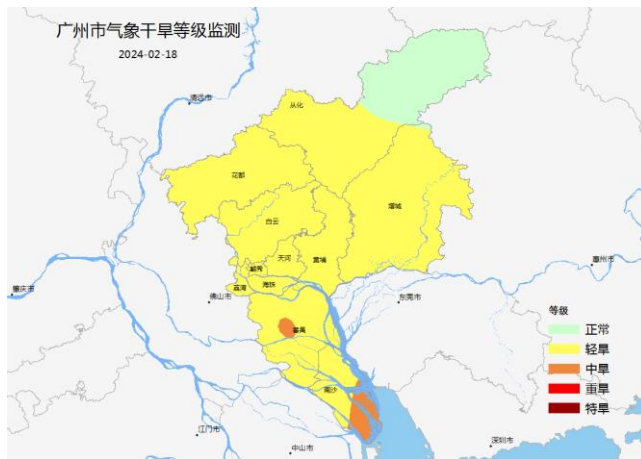 广州市气象干旱等级监测
2024-02-18
清远市
从化
花都
增城
白云
天河
黄埔
越秀
荔湾
海珠
惠州市
肇庆市
佛山市
东莞市
番禺
南沙
江门市
中山市
深圳市
等级
正常
轻旱
中旱
重旱
特旱